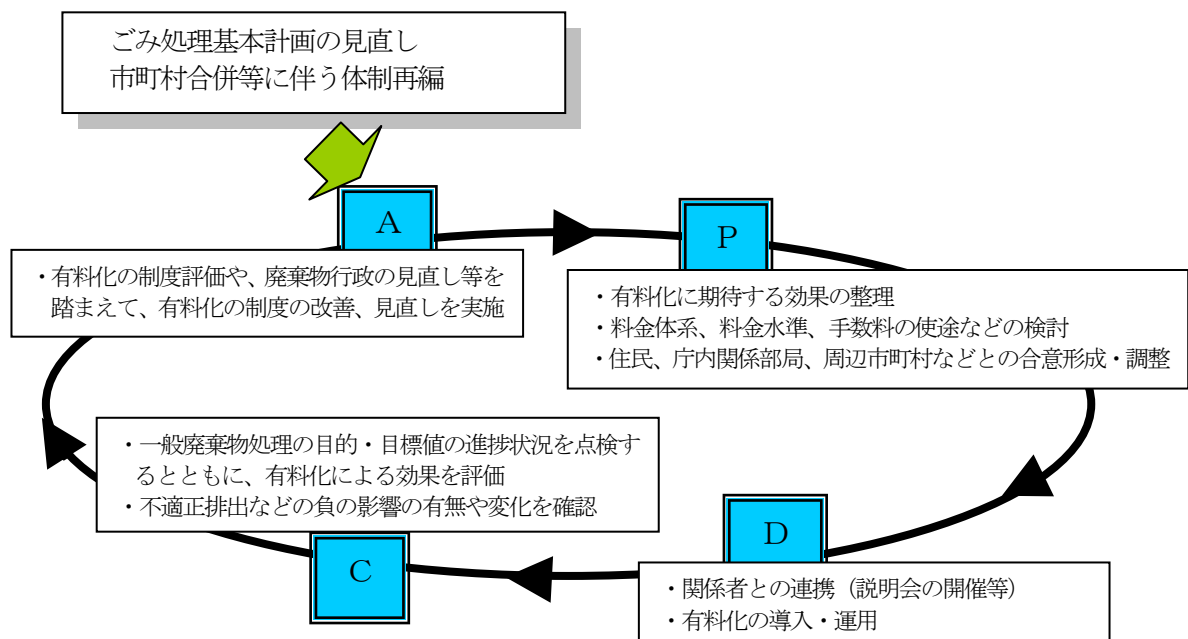 ごみ処理基本計画の見直し
市町村合併等に伴う体制再編
A
P
・有料化の制度評価や、廃棄物行政の見直し等を
踏まえて、有料化の制度の改善、見直しを実施
・有料化に期待する効果の整理
・料金体系、料金水準、手数料の使途などの検討
・住民、庁内関係部局、周辺市町村などとの合意形成・調整
・一般廃棄物処理の目的・目標値の進捗状況を点検す
るとともに、有料化による効果を評価
・不適正排出などの負の影響の有無や変化を確認
C
D
・関係者との連携（説明会の開催等）
・有料化の導入・運用